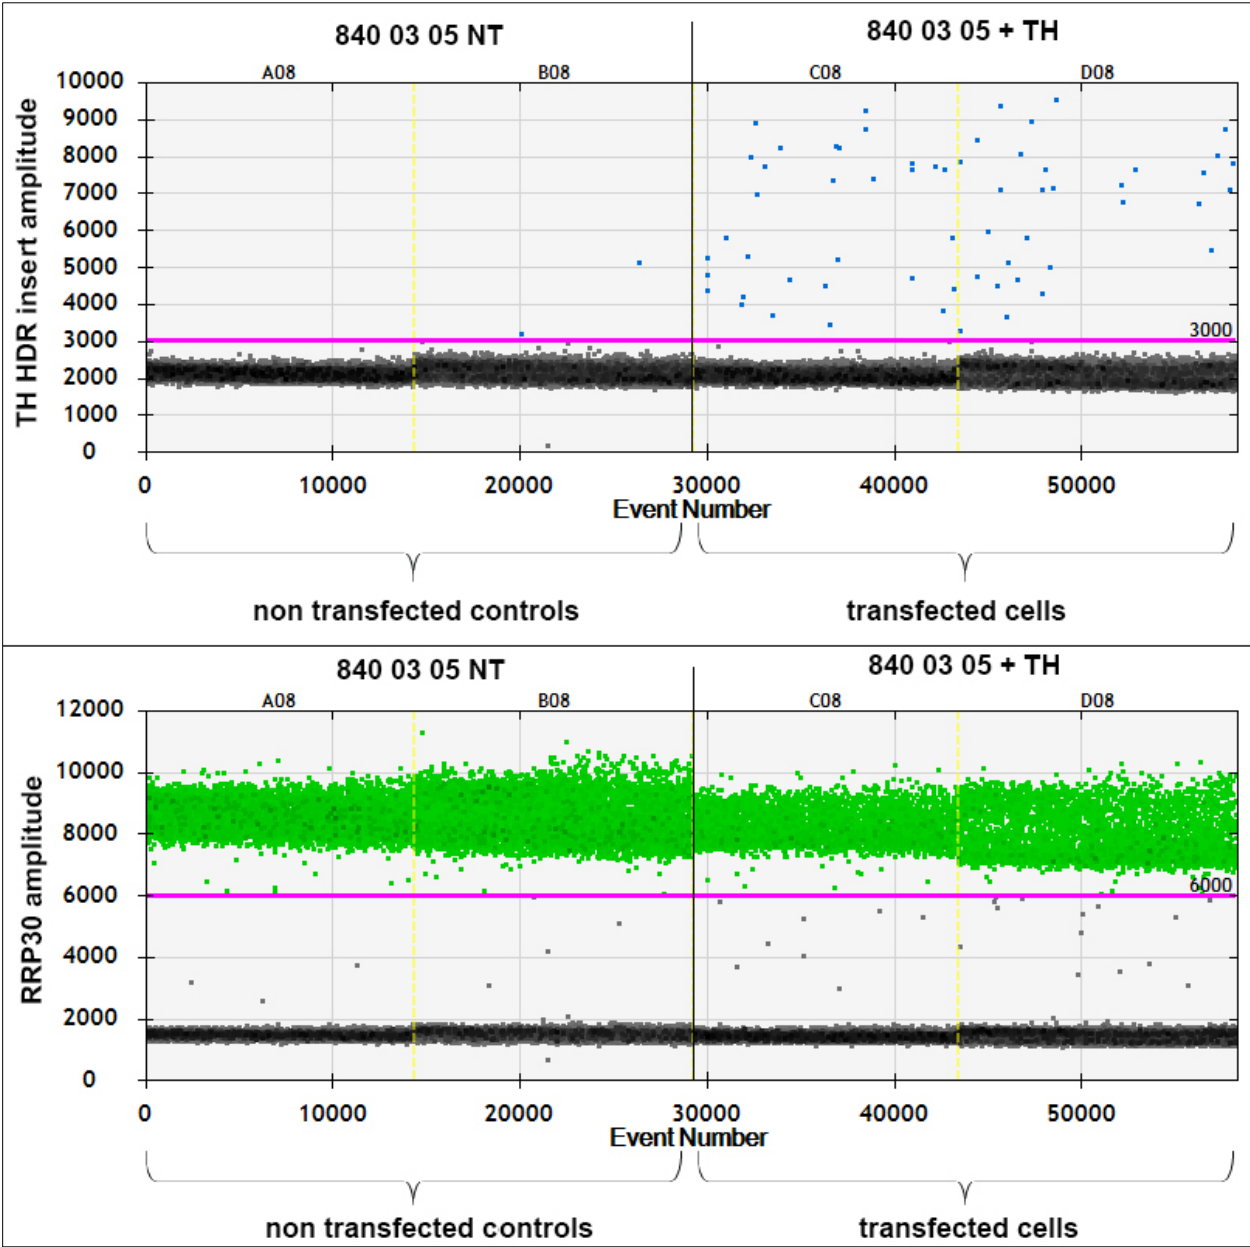 840 03 05 NT
840 03 05 + TH
A08
B08
C08
D08
TH HDR insert amplitude
10000
9000
8000
7000
6000
5000
4000
3000
2000
1000
0
3000
0
10000
20000
30000
40000
50000
Event Number
non transfected controls
transfected cells
840 03 05 NT
840 03 05 + TH
A08
B08
C08
D08
RRP30 amplitude
12000
10000
8000
6000
4000
2000
0
6000
0
10000
20000
30000
40000
50000
Event Number
non transfected controls
transfected cells